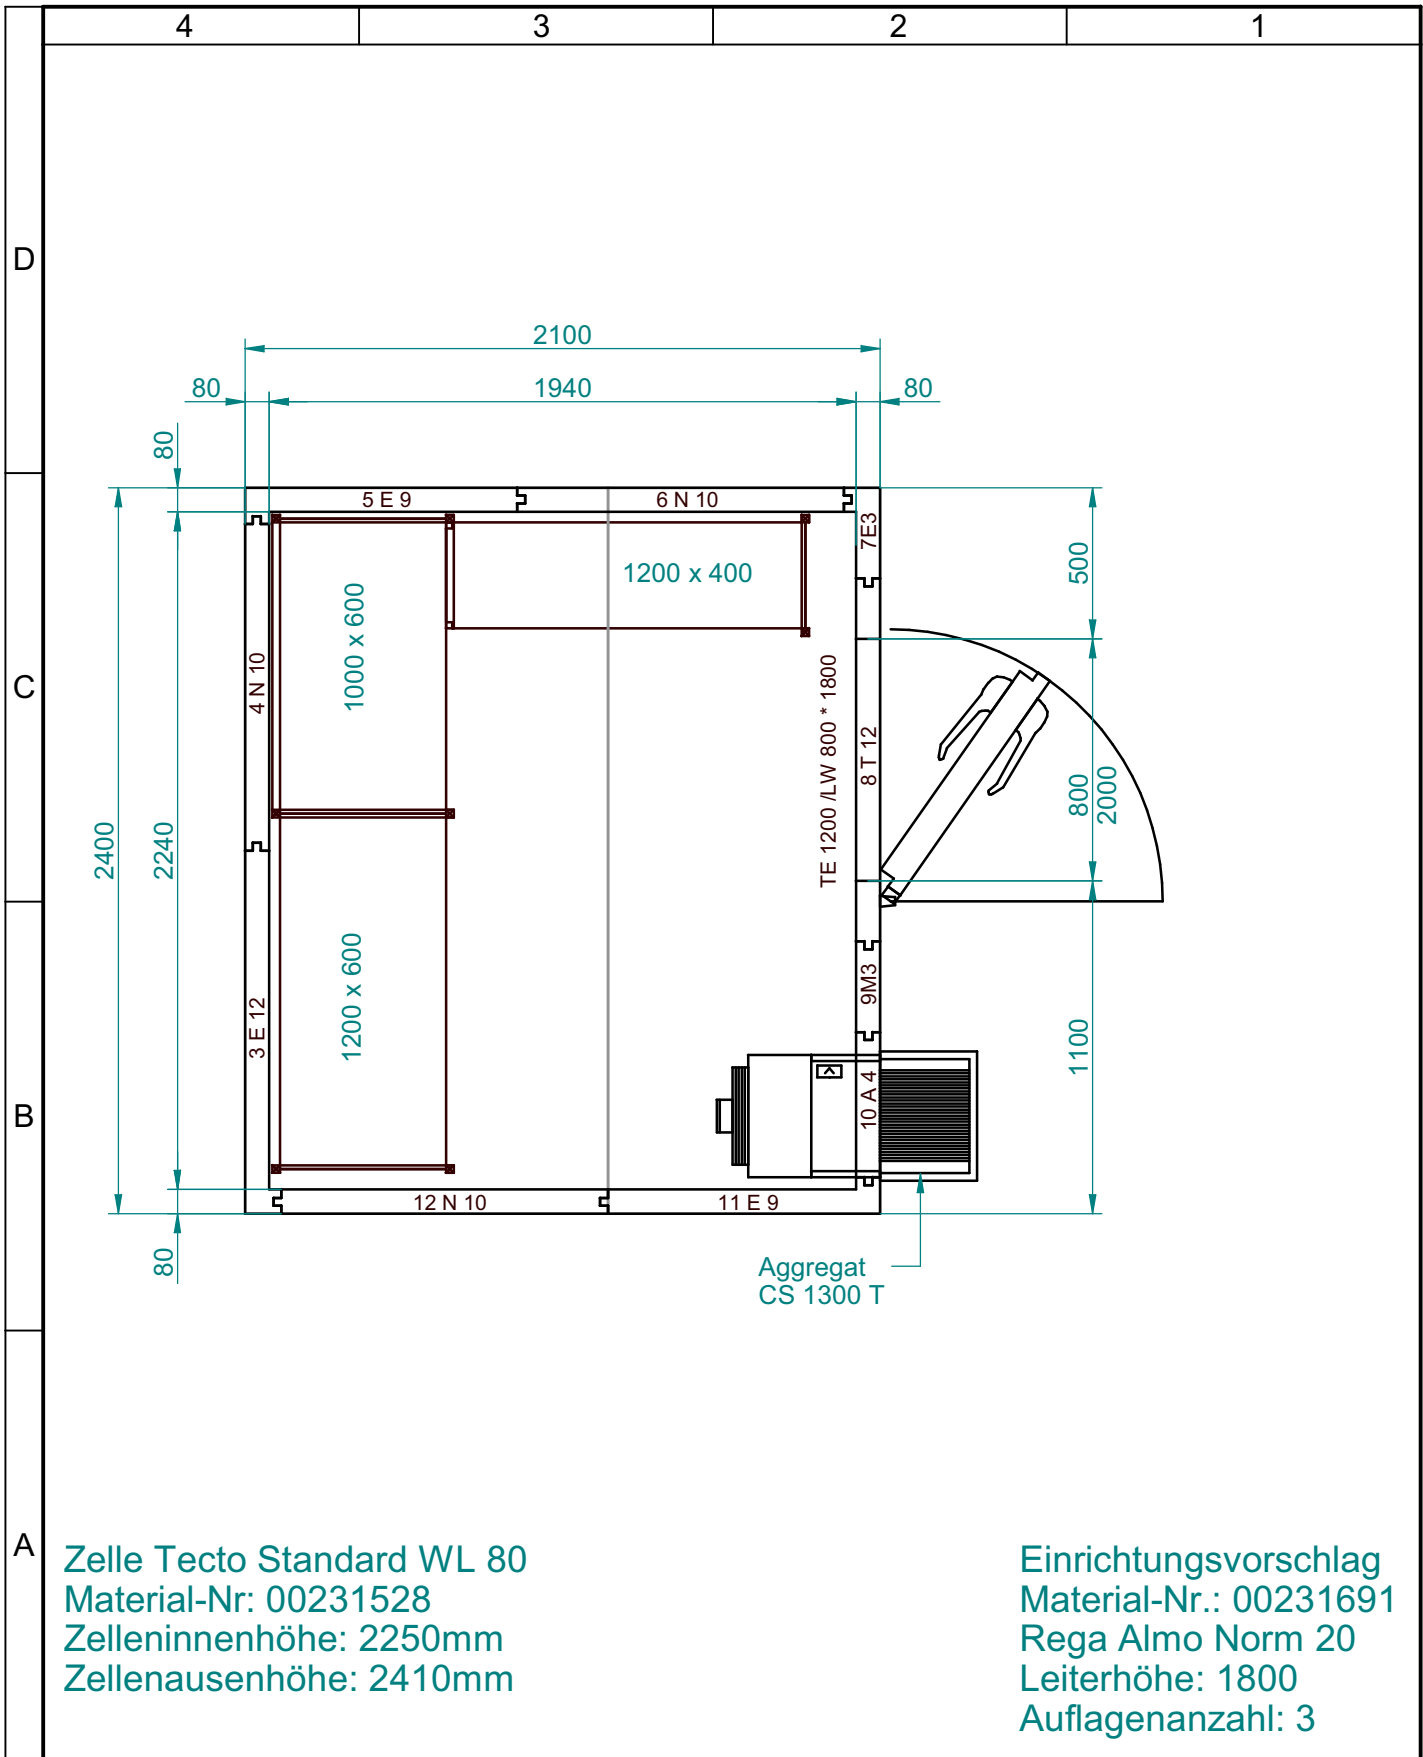 4 3 2 1
D
C
B
A
2100
80 1940 80
80
5 E 9 6 N 10
7E3
1200 x 400
1000 x 600
500
4 N 10
TE 1200 /LW 800 * 1800
8 T 12
800
2000
2400
2240
1200 x 600
3 E 12
9M3
10 A 4
1100
12 N 10 11 E 9
80
Aggregat
CS 1300 T
Zelle Tecto Standard WL 80
Material-Nr: 00231528
Zelleninnenhöhe: 2250mm
Zellenausenhöhe: 2410mm
Einrichtungsvorschlag
Material-Nr.: 00231691
Rega Almo Norm 20
Leiterhöhe: 1800
Auflagenanzahl: 3